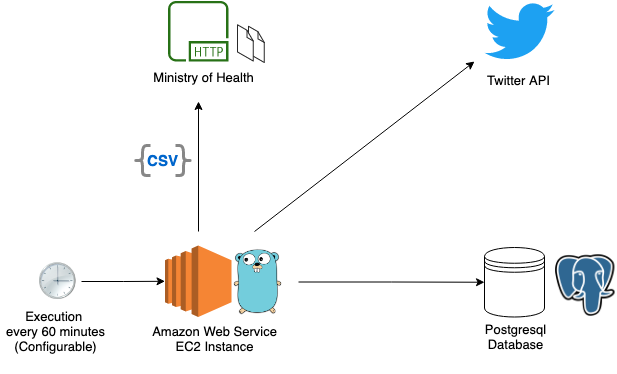 HTTP
Ministry of Health
Twitter API
{CSV}
Execution
every 60 minutes
(Configurable)
Amazon Web Service
EC2 Instance
Postgresql
Database